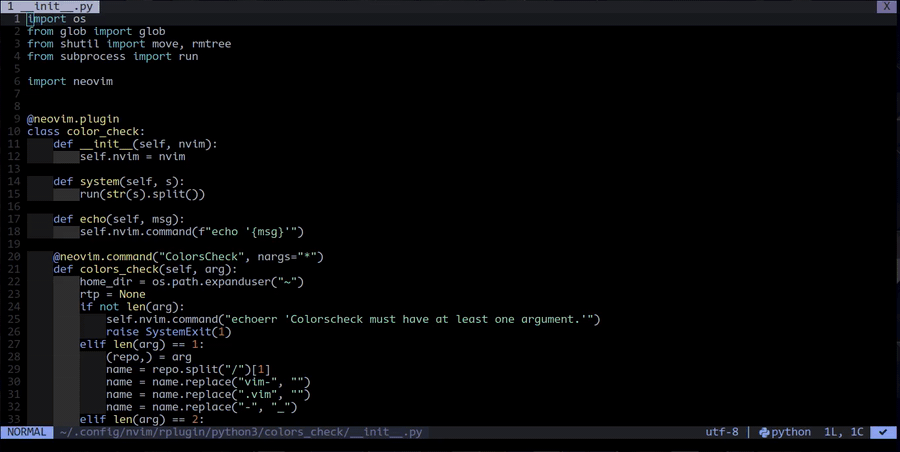 1 __init__.py X
1 import os
2 from glob import glob
3 from shutil import move, rmtree
4 from subprocess import run
5
6 import neovim
7
8
9 @neovim.plugin
10 class color_check:
11     def __init__(self, nvim):
12         self.nvim = nvim
13
14     def system(self, s):
15         run(str(s).split())
16
17     def echo(self, msg):
18         self.nvim.command(f"echo '{msg}'")
19
20     @neovim.command("ColorsCheck", nargs="*")
21     def colors_check(self, arg):
22         home_dir = os.path.expanduser("~")
23         rtp = None
24         if not len(arg):
25             self.nvim.command("echoerr 'Colorscheck must have at least one argument.'")
26             raise SystemExit(1)
27         elif len(arg) == 1:
28             (repo,) = arg
29             name = repo.split("/")[1]
30             name = name.replace("vim-", "")
31             name = name.replace(".vim", "")
32             name = name.replace("-", "_")
33         elif len(arg) == 2:
NORMAL ~/.config/nvim/rplugin/python3/colors_check/__init__.py utf-8 | python 1L, 1C ✔